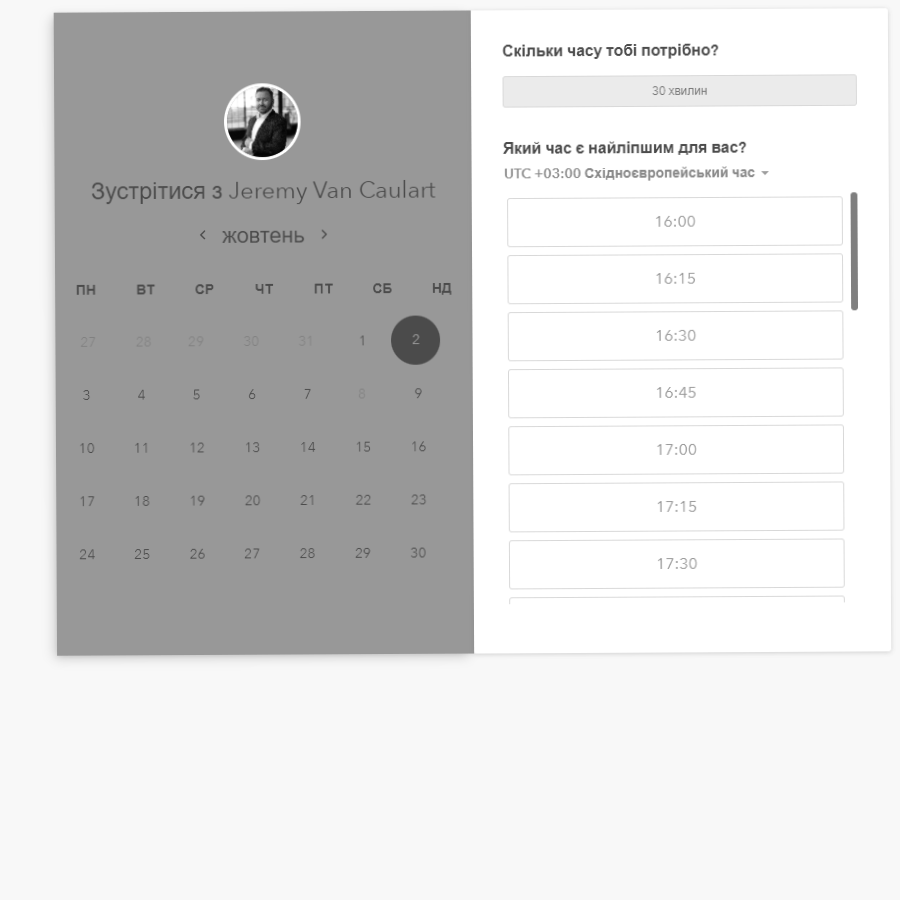 Зустрітися з Jeremy Van Caulart
жовтень
ПН ВТ СР ЧТ ПТ СБ НД
27 28 29 30 31 1 2
3 4 5 6 7 8 9
10 11 12 13 14 15 16
17 18 19 20 21 22 23
24 25 26 27 28 29 30
Скільки часу тобі потрібно?
30 хвилин
Який час є найліпшим для вас?
UTC +03:00 Східноєвропейський час
16:00
16:15
16:30
16:45
17:00
17:15
17:30